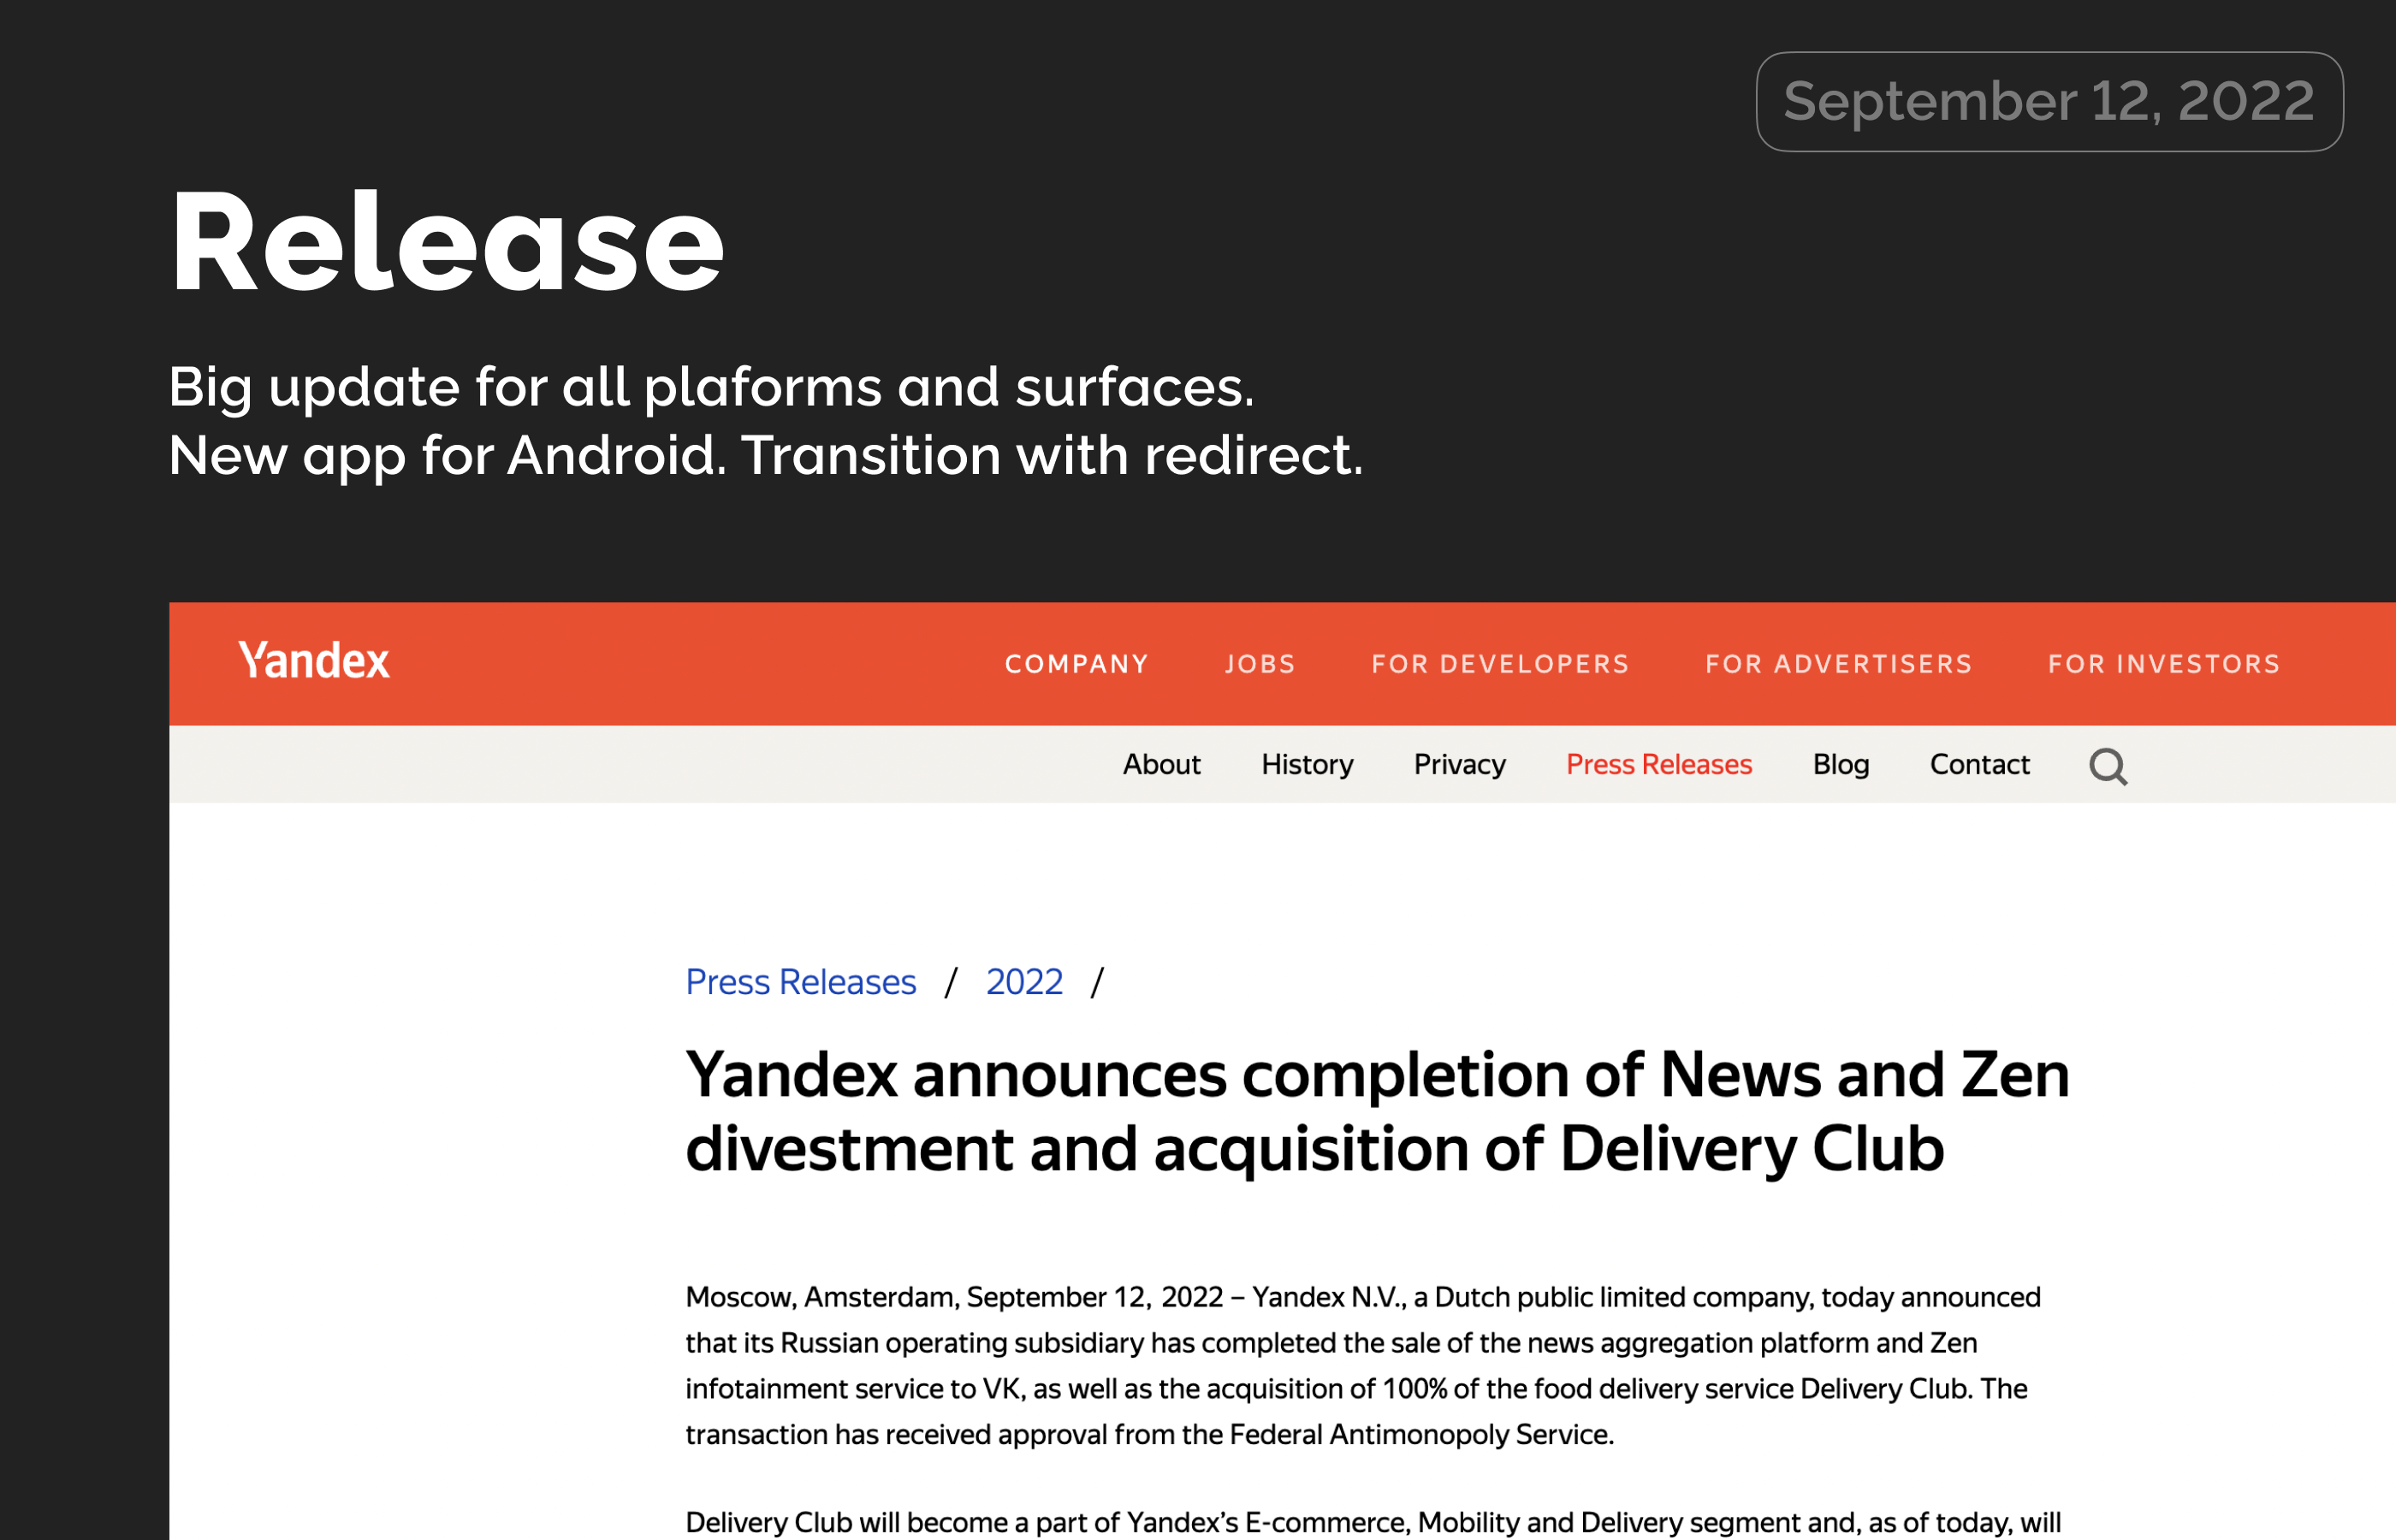 September 12, 2022
Release
Big update for all plaforms and surfaces.
New app for Android. Transition with redirect.
Yandex
COMPANY JOBS FOR DEVELOPERS FOR ADVERTISERS FOR INVESTORS
About History Privacy Press Releases Blog Contact
Press Releases / 2022 /
Yandex announces completion of News and Zen
divestment and acquisition of Delivery Club
Moscow, Amsterdam, September 12, 2022 – Yandex N.V., a Dutch public limited company, today announced
that its Russian operating subsidiary has completed the sale of the news aggregation platform and Zen
infotainment service to VK, as well as the acquisition of 100% of the food delivery service Delivery Club. The
transaction has received approval from the Federal Antimonopoly Service.
Delivery Club will become a part of Yandex’s E-commerce, Mobility and Delivery segment and, as of today, will